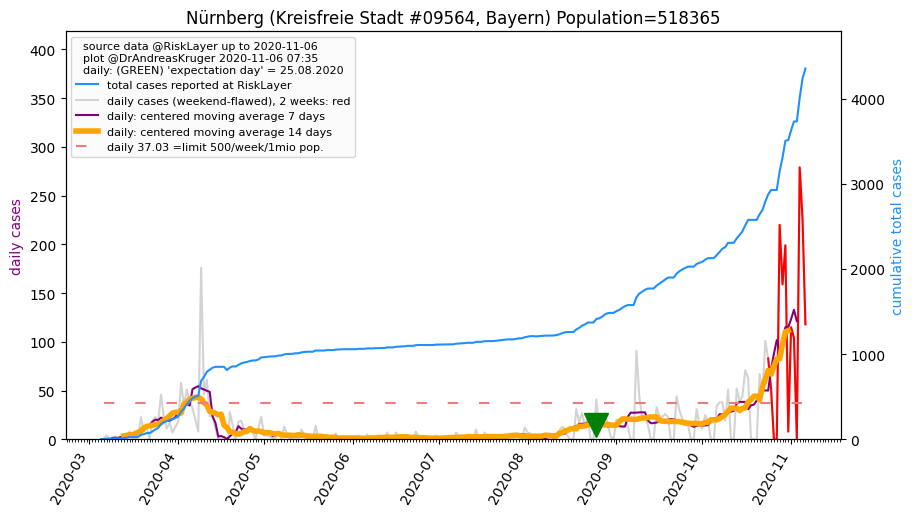 Nürnberg (Kreisfreie Stadt #09564, Bayern) Population=518365
source data @RiskLayer up to 2020-11-06
plot @DrAndreasKruger 2020-11-06 07:35
daily: (GREEN) 'expectation day' = 25.08.2020
total cases reported at RiskLayer
daily cases (weekend-flawed), 2 weeks: red
daily: centered moving average 7 days
daily: centered moving average 14 days
daily 37.03 =limit 500/week/1mio pop.
daily cases
400
350
300
250
200
150
100
50
0
cumulative total cases
4000
3000
2000
1000
0
2020-03
2020-04
2020-05
2020-06
2020-07
2020-08
2020-09
2020-10
2020-11